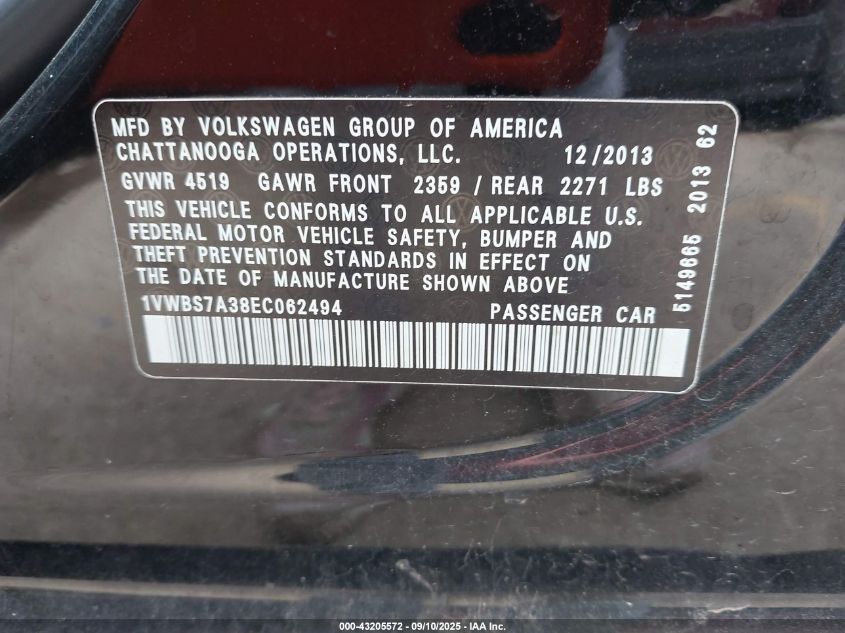 MFD BY VOLKSWAGEN GROUP OF AMERICA
CHATTANOOGA OPERATIONS, LLC. 12/2013
GVWR 4519 GAWR FRONT 2359 / REAR 2271 LBS
THIS VEHICLE CONFORMS TO ALL APPLICABLE U.S.
FEDERAL MOTOR VEHICLE SAFETY, BUMPER AND
THEFT PREVENTION STANDARDS IN EFFECT ON
THE DATE OF MANUFACTURE SHOWN ABOVE
1VWBS7A38EC062494 PASSENGER CAR
5149665 2013 62
000-43205572 - 09/10/2025 - IAA Inc.